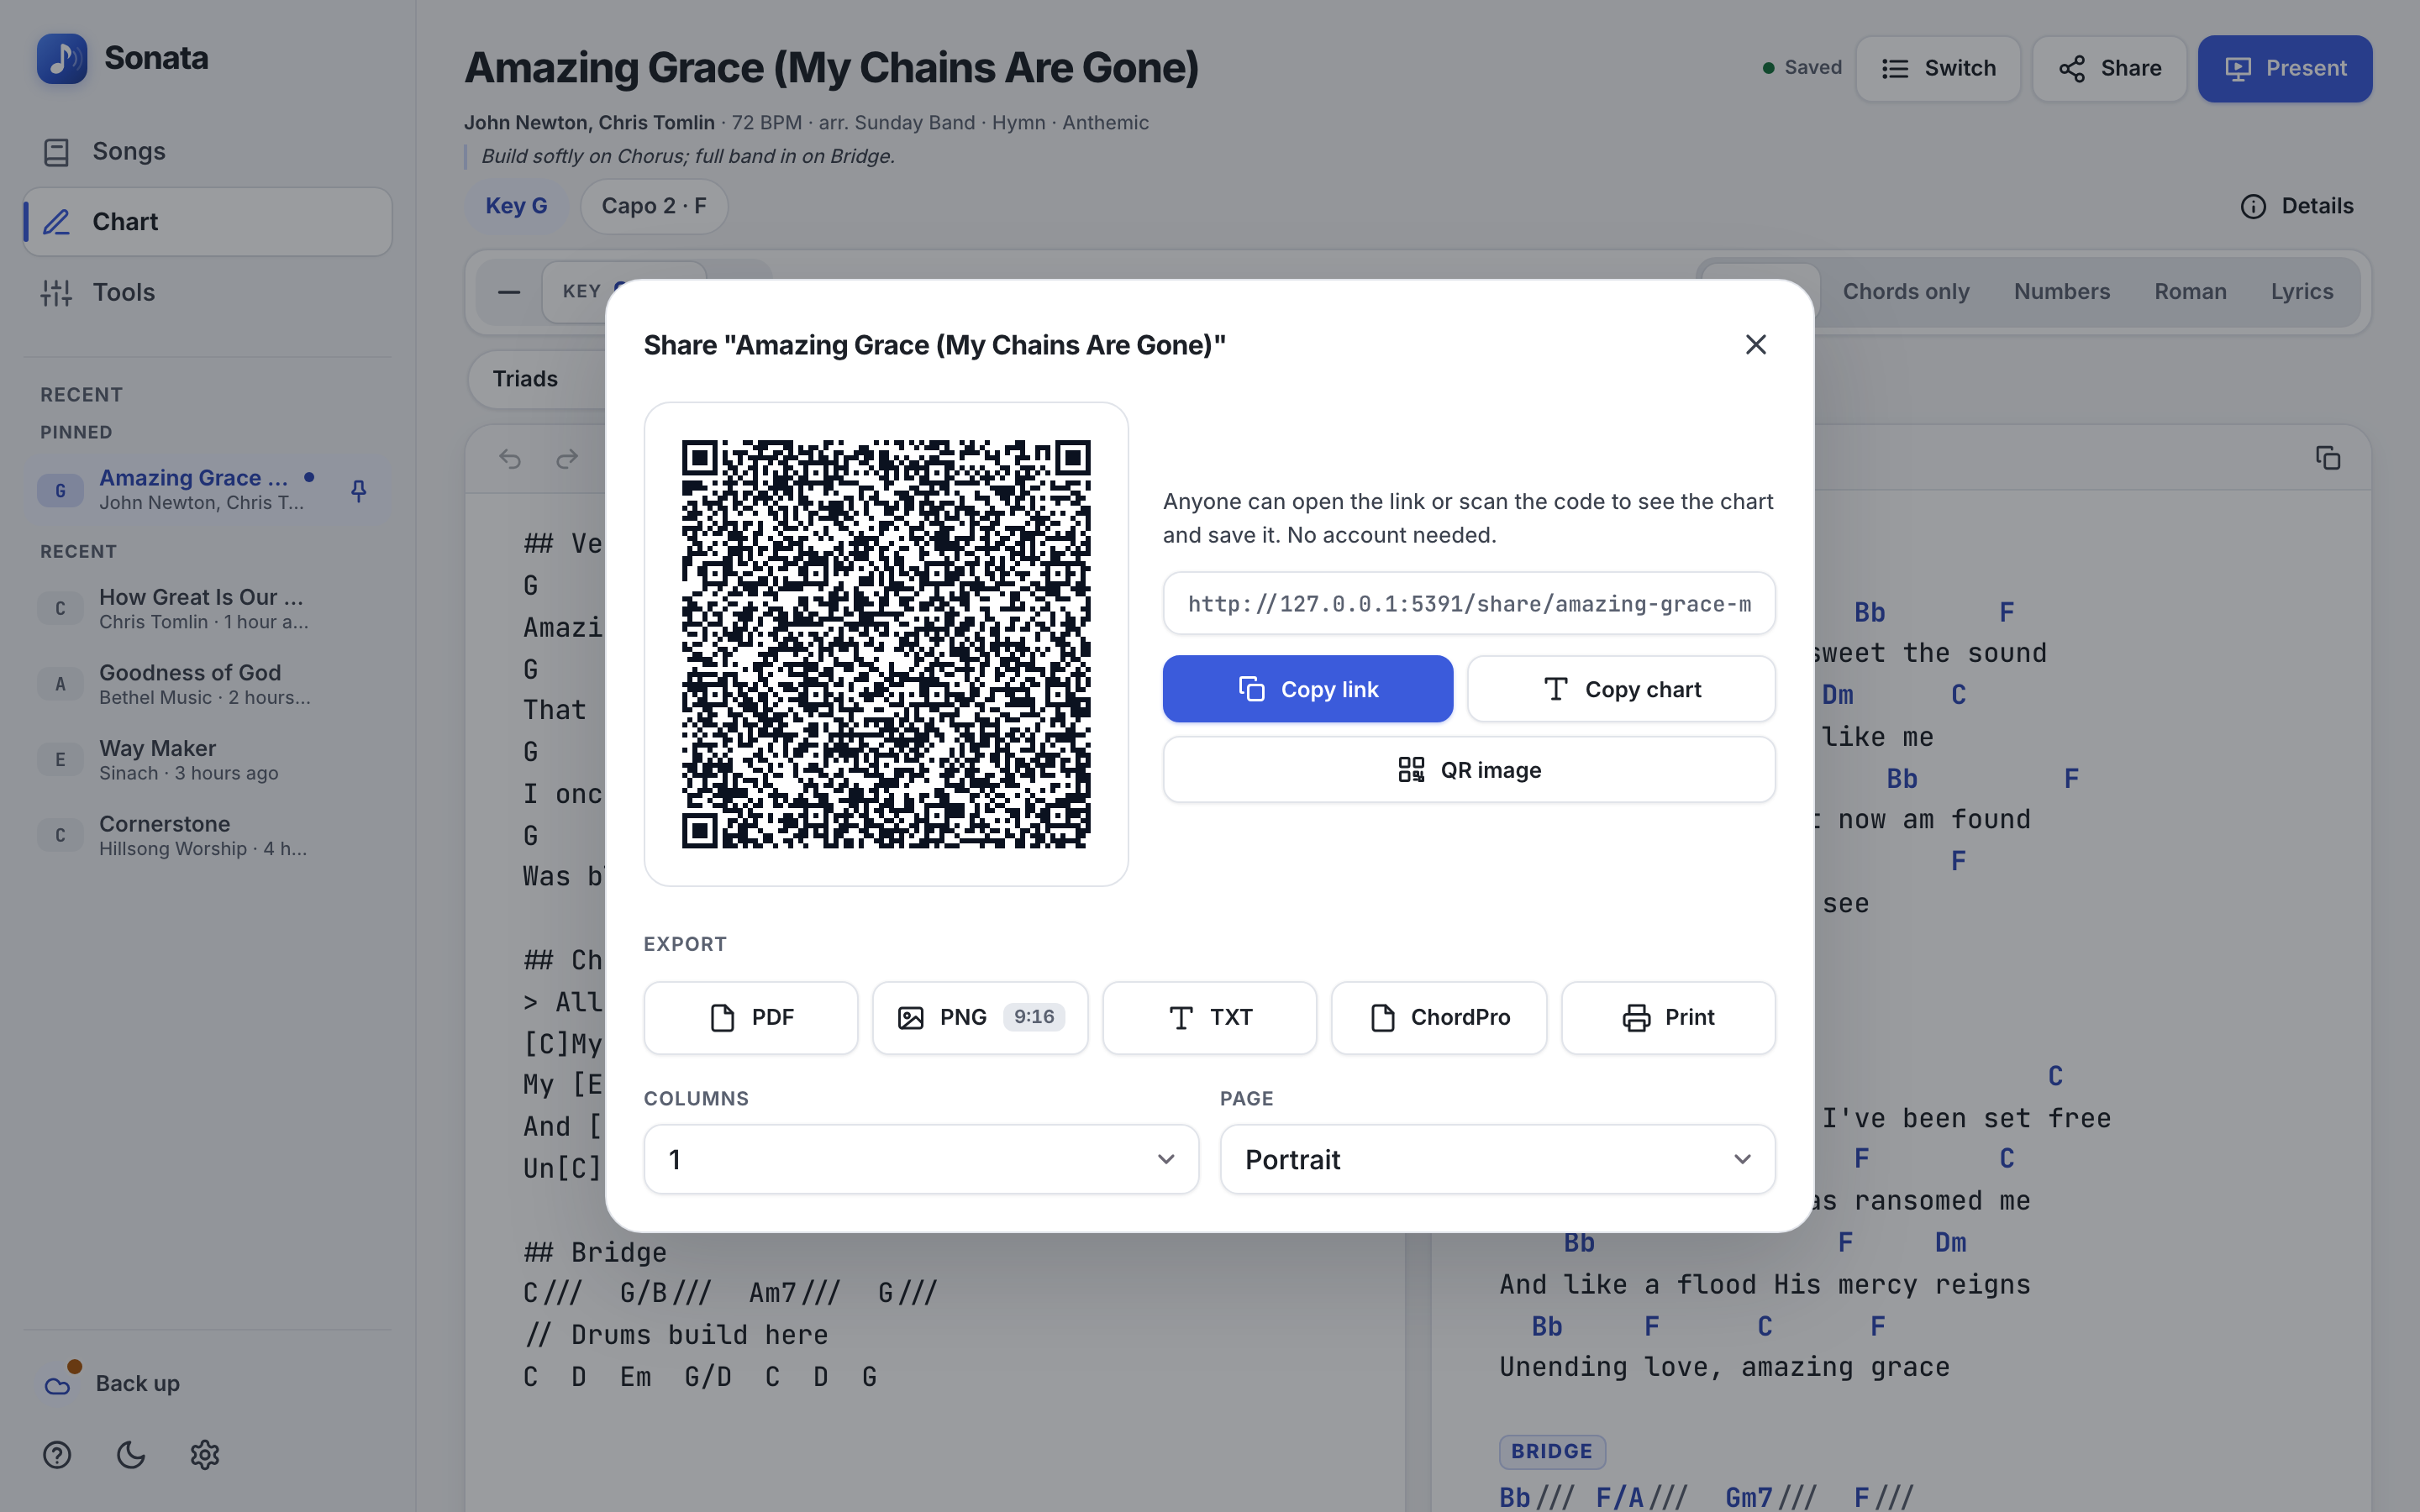 Sonata
Songs
Chart
Tools
RECENT
PINNED
G
Amazing Grace ...
John Newton, Chris T...
RECENT
C
How Great Is Our ...
Chris Tomlin · 1 hour a...
A
Goodness of God
Bethel Music · 2 hours...
E
Way Maker
Sinach · 3 hours ago
C
Cornerstone
Hillsong Worship · 4 h...
Back up
Amazing Grace (My Chains Are Gone)
Saved
Switch
Share
Present
John Newton, Chris Tomlin · 72 BPM · arr. Sunday Band · Hymn · Anthemic
Build softly on Chorus; full band in on Bridge.
Key G
Capo 2 · F
Details
KEY
Chords only
Numbers
Roman
Lyrics
Triads
Share "Amazing Grace (My Chains Are Gone)"
Anyone can open the link or scan the code to see the chart
and save it. No account needed.
http://127.0.0.1:5391/share/amazing-grace-m
Copy link
Copy chart
QR image
EXPORT
PDF
PNG 9:16
TXT
ChordPro
Print
COLUMNS
1
PAGE
Portrait
## Ve
G
Amazi
G
That
G
I onc
G
Was b
## Ch
> All
[C]My
My [E
And [
Un[C]
## Bridge
C/// G/B/// Am7/// G///
// Drums build here
C D Em G/D C D G
Bb F
sweet the sound
Dm C
like me
Bb F
now am found
F
see
C
I've been set free
F C
as ransomed me
Bb F Dm
And like a flood His mercy reigns
Bb F C F
Unending love, amazing grace
BRIDGE
Bb/// F/A/// Gm7/// F///